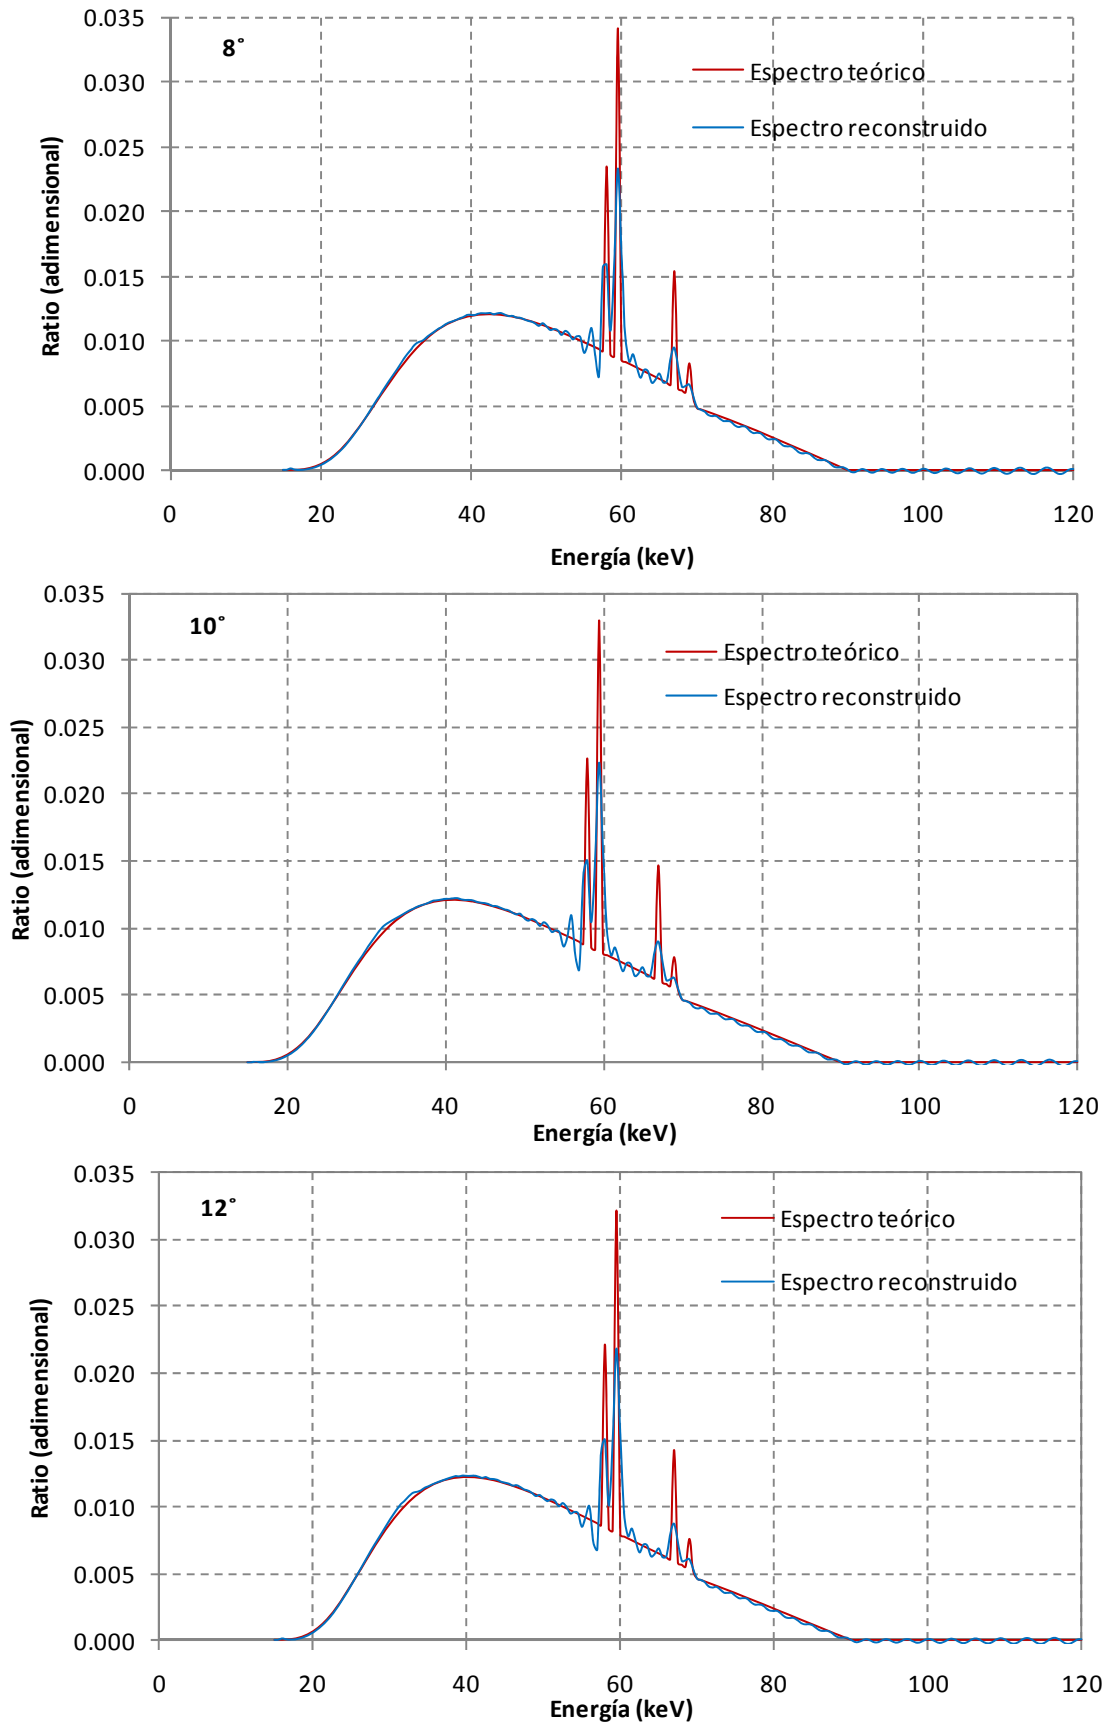 0.035
8°
0.030
Espectro teórico
0.025
Espectro reconstruido
0.020
0.015
0.010
0.005
0.000
Ratio (adimensional)
0 20 40 60 80 100 120
Energía (keV)
0.035
10°
0.030
Espectro teórico
Espectro reconstruido
0.025
0.020
0.015
0.010
0.005
0.000
Ratio (adimensional)
0 20 40 60 80 100 120
Energía (keV)
0.035
12°
Espectro teórico
0.030
Espectro reconstruido
0.025
0.020
0.015
0.010
0.005
0.000
Ratio (adimensional)
0 20 40 60 80 100 120
Energía (keV)